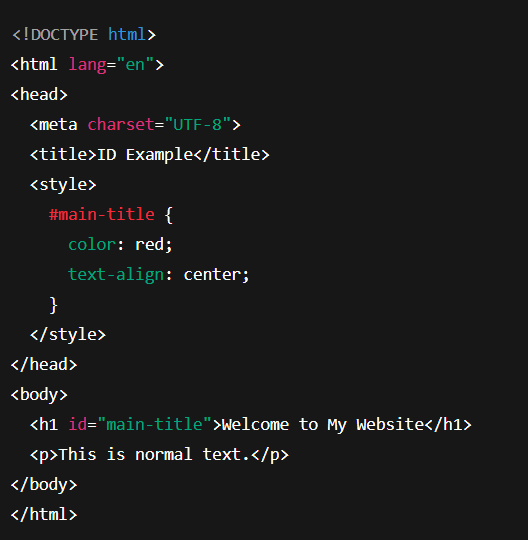 <!DOCTYPE html>
<html lang="en">
<head>
  <meta charset="UTF-8">
  <title>ID Example</title>
  <style>
    #main-title {
      color: red;
      text-align: center;
    }
  </style>
</head>
<body>
  <h1 id="main-title">Welcome to My Website</h1>
  <p>This is normal text.</p>
</body>
</html>